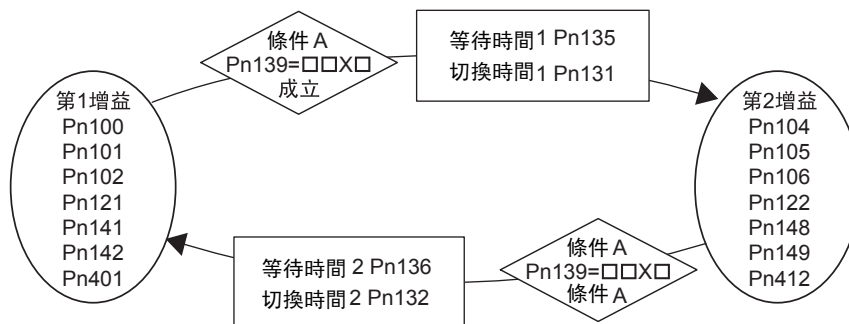 條件 A
Pn139=□□X□
成立
等待時間1 Pn135
切換時間1 Pn131
第1增益
Pn100
Pn101
Pn102
Pn121
Pn141
Pn142
Pn401
第2增益
Pn104
Pn105
Pn106
Pn122
Pn148
Pn149
Pn412
等待時間 2 Pn136
切換時間 2 Pn132
條件 A
Pn139=□□X□
條件 A